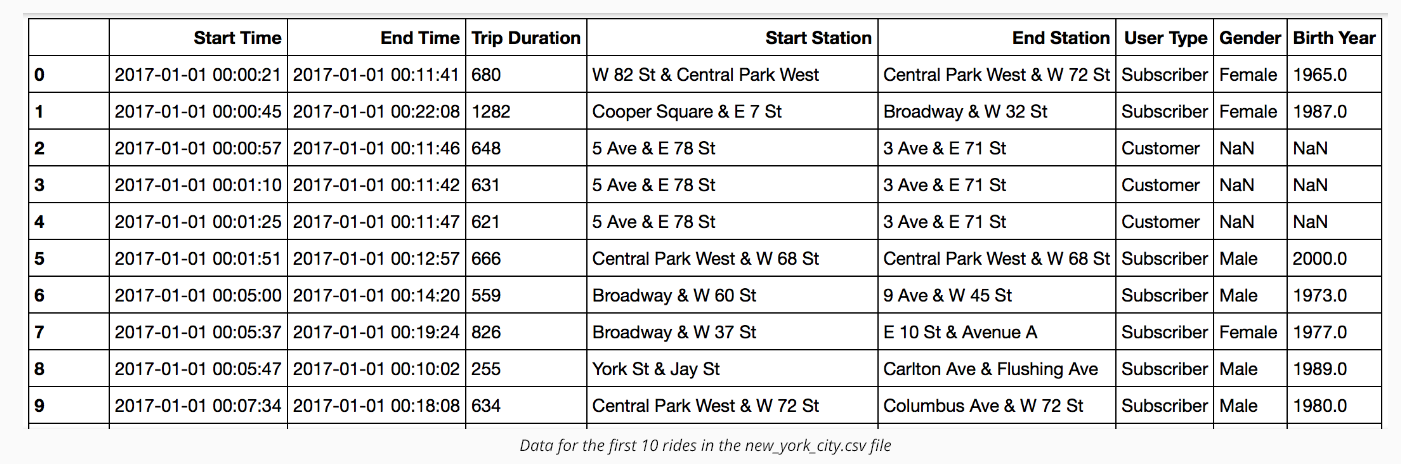 Start Time End Time Trip Duration Start Station End Station User Type Gender Birth Year
0 2017-01-01 00:00:21 2017-01-01 00:11:41 680 W 82 St & Central Park West Central Park West & W 72 St Subscriber Female 1965.0
1 2017-01-01 00:00:45 2017-01-01 00:22:08 1282 Cooper Square & E 7 St Broadway & W 32 St Subscriber Female 1987.0
2 2017-01-01 00:00:57 2017-01-01 00:11:46 648 5 Ave & E 78 St 3 Ave & E 71 St Customer NaN NaN
3 2017-01-01 00:01:10 2017-01-01 00:11:42 631 5 Ave & E 78 St 3 Ave & E 71 St Customer NaN NaN
4 2017-01-01 00:01:25 2017-01-01 00:11:47 621 5 Ave & E 78 St 3 Ave & E 71 St Customer NaN NaN
5 2017-01-01 00:01:51 2017-01-01 00:12:57 666 Central Park West & W 68 St Central Park West & W 68 St Subscriber Male 2000.0
6 2017-01-01 00:05:00 2017-01-01 00:14:20 559 Broadway & W 60 St 9 Ave & W 45 St Subscriber Male 1973.0
7 2017-01-01 00:05:37 2017-01-01 00:19:24 826 Broadway & W 37 St E 10 St & Avenue A Subscriber Female 1977.0
8 2017-01-01 00:05:47 2017-01-01 00:10:02 255 York St & Jay St Carlton Ave & Flushing Ave Subscriber Male 1989.0
9 2017-01-01 00:07:34 2017-01-01 00:18:08 634 Central Park West & W 72 St Columbus Ave & W 72 St Subscriber Male 1980.0
Data for the first 10 rides in the new_york_city.csv file